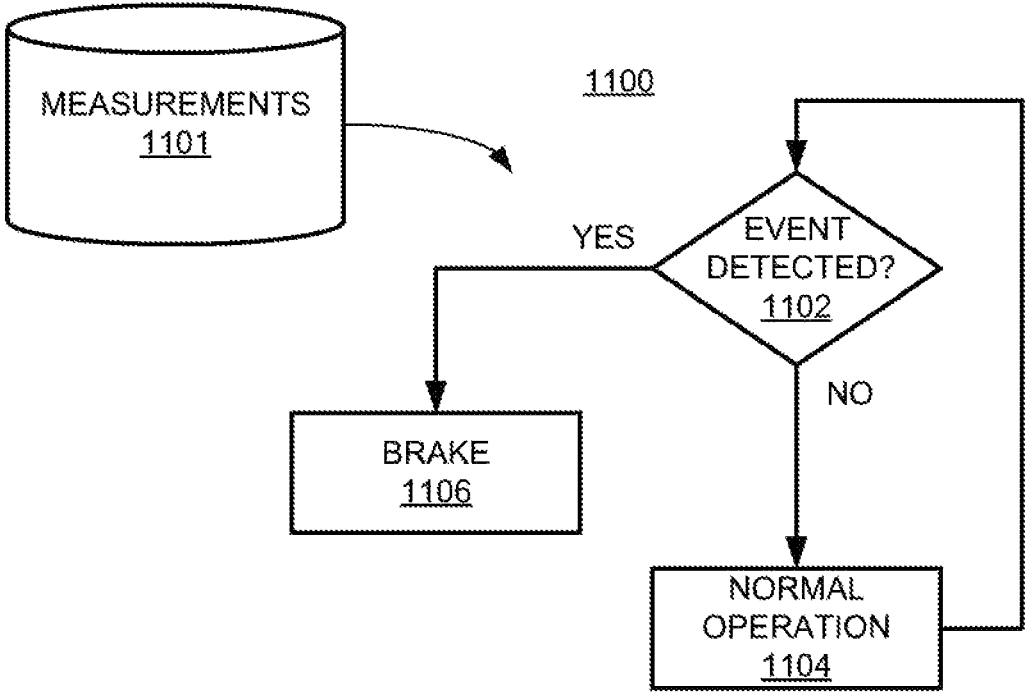 MEASUREMENTS
1101
1100
EVENT
DETECTED?
1102
YES
NO
BRAKE
1106
NORMAL
OPERATION
1104